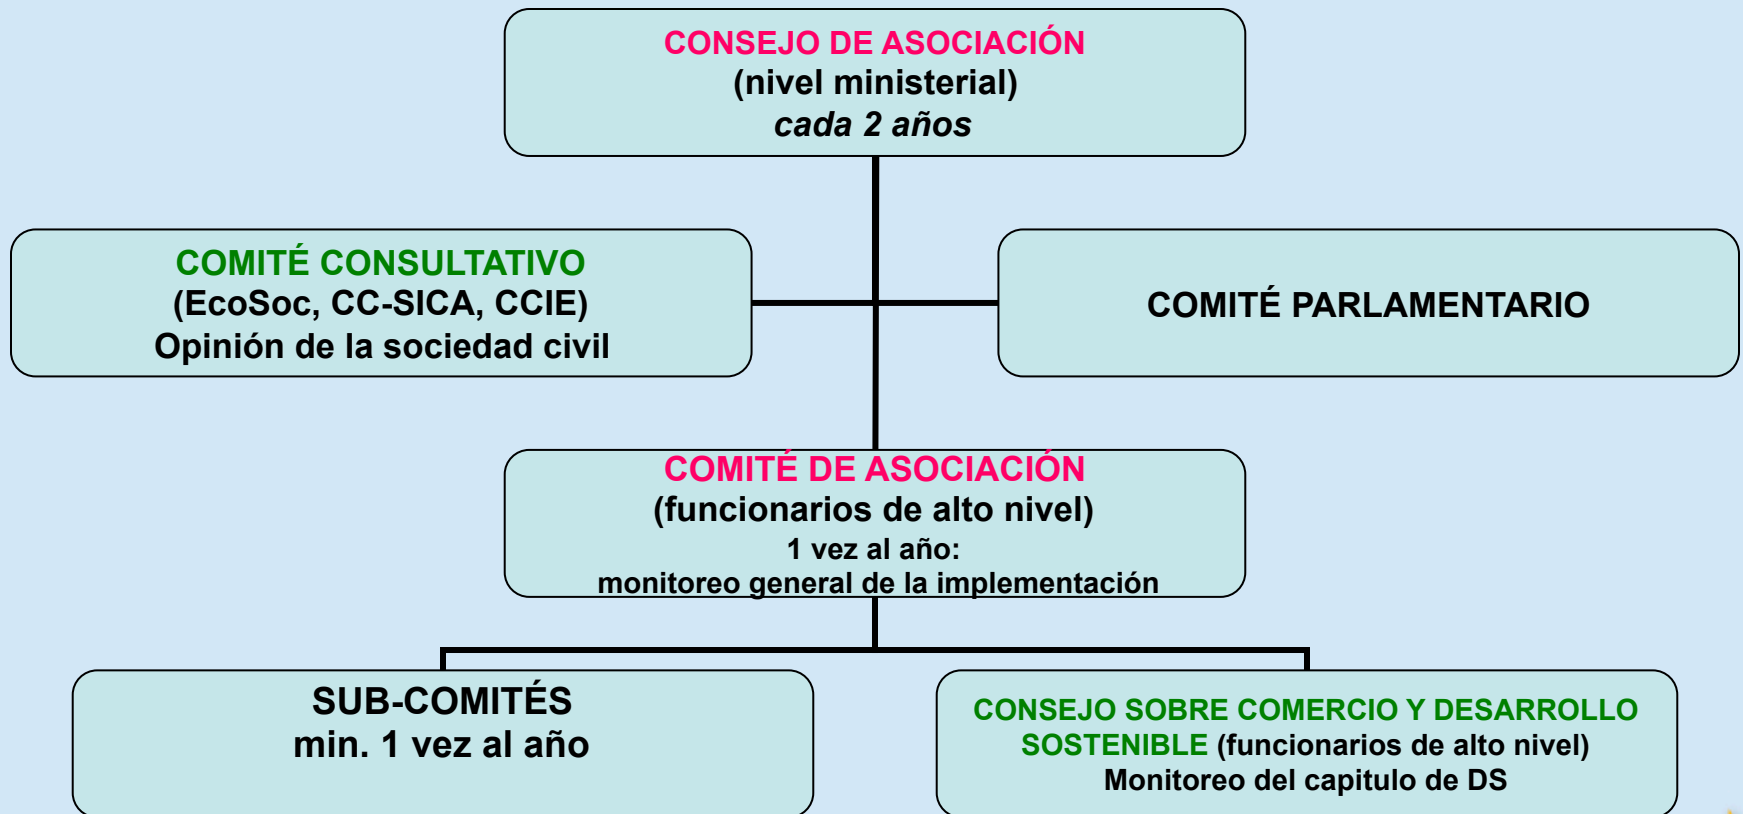 CONSEJO DE ASOCIACIÓN
(nivel ministerial)
cada 2 años
COMITÉ CONSULTATIVO
(EcoSoc, CC-SICA, CCIE)
Opinión de la sociedad civil
COMITÉ PARLAMENTARIO
COMITÉ DE ASOCIACIÓN
(funcionarios de alto nivel)
1 vez al año:
monitoreo general de la implementación
SUB-COMITÉS
min. 1 vez al año
CONSEJO SOBRE COMERCIO Y DESARROLLO
SOSTENIBLE (funcionarios de alto nivel)
Monitoreo del capitulo de DS